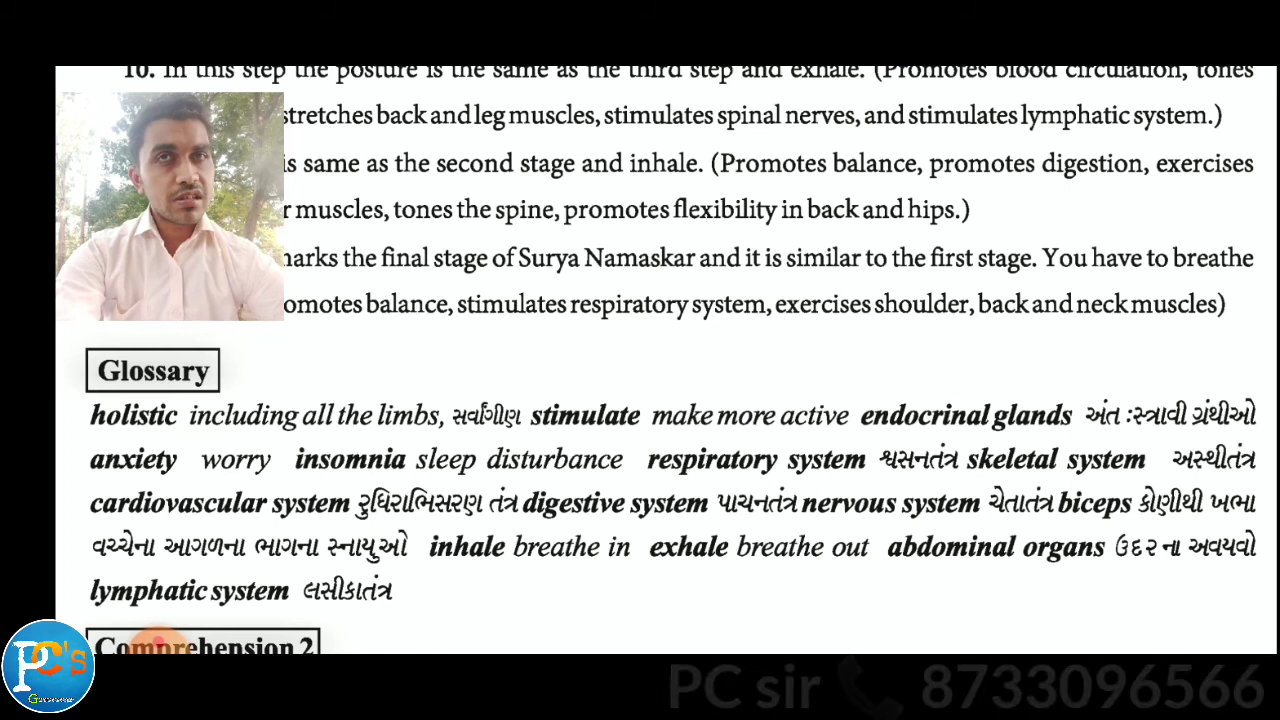 10. In this step the posture is the same as the third step and exhale. (Promotes blood circulation, tones
stretches back and leg muscles, stimulates spinal nerves, and stimulates lymphatic system.)
is same as the second stage and inhale. (Promotes balance, promotes digestion, exercises
r muscles, tones the spine, promotes flexibility in back and hips.)
marks the final stage of Surya Namaskar and it is similar to the first stage. You have to breathe
omotes balance, stimulates respiratory system, exercises shoulder, back and neck muscles)
Glossary
holistic including all the limbs, સર્વાંગીણ stimulate make more active endocrinal glands અંતઃસ્ત્રાવી ગ્રંથીઓ
anxiety worry insomnia sleep disturbance respiratory system શ્વસનતંત્ર skeletal system અસ્થીતંત્ર
cardiovascular system રુધિરાભિસરણ તંત્ર digestive system પાચનતંત્ર nervous system ચેતાતંત્ર biceps કોણીથી ખભા
વચ્ચેના આગળના ભાગના સ્નાયુઓ inhale breathe in exhale breathe out abdominal organs ઉદરના અવયવો
lymphatic system લસીકાતંત્ર
Comprehension 2
PC's
PC sir 8733096566